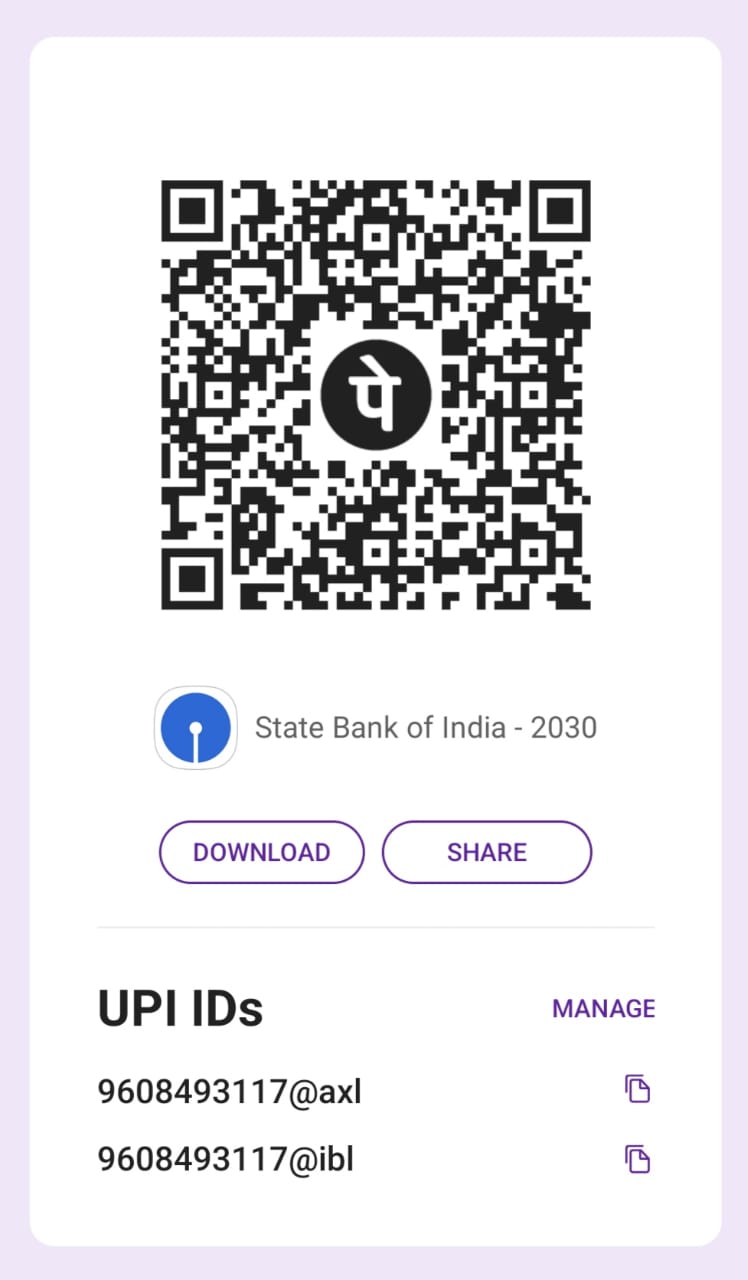 पे
State Bank of India - 2030
DOWNLOAD
SHARE
UPI IDs
MANAGE
9608493117@axl
9608493117@ibl